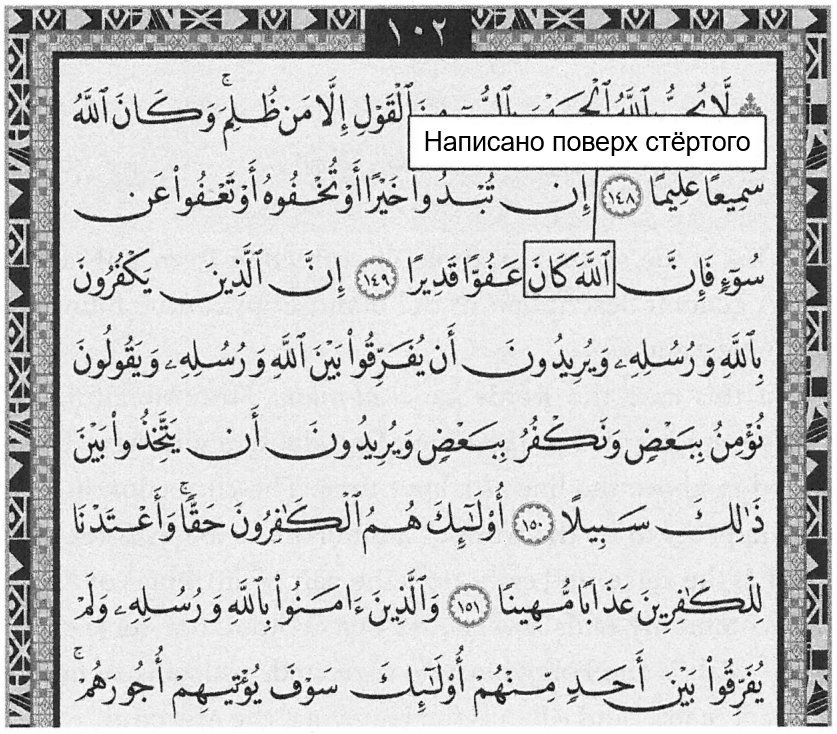 ١٠٢
لَّا يُحِبُّ ٱللَّهُ ٱلْجَهْرَ بِٱلسُّوٓءِ مِنَ ٱلْقَوْلِ إِلَّا مَن ظُلِمَ ۚ وَكَانَ ٱللَّهُ
Написано поверх стёртого
سَمِيعًا عَلِيمًا ١٤٨ إِن تُبْدُوا۟ خَيْرًا أَوْ تُخْفُوهُ أَوْ تَعْفُوا۟ عَن
سُوٓءٍ فَإِنَّ ٱللَّهَ كَانَ عَفُوًّا قَدِيرًا ١٤٩ إِنَّ ٱلَّذِينَ يَكْفُرُونَ
بِٱللَّهِ وَرُسُلِهِۦ وَيُرِيدُونَ أَن يُفَرِّقُوا۟ بَيْنَ ٱللَّهِ وَرُسُلِهِۦ وَيَقُولُونَ
نُؤْمِنُ بِبَعْضٍ وَنَكْفُرُ بِبَعْضٍ وَيُرِيدُونَ أَن يَتَّخِذُوا۟ بَيْنَ
ذَٰلِكَ سَبِيلًا ١٥٠ أُو۟لَٰٓئِكَ هُمُ ٱلْكَٰفِرُونَ حَقًّا ۚ وَأَعْتَدْنَا
لِلْكَٰفِرِينَ عَذَابًا مُّهِينًا ١٥١ وَٱلَّذِينَ ءَامَنُوا۟ بِٱللَّهِ وَرُسُلِهِۦ وَلَمْ
يُفَرِّقُوا۟ بَيْنَ أَحَدٍ مِّنْهُمْ أُو۟لَٰٓئِكَ سَوْفَ يُؤْتِيهِمْ أُجُورَهُمْ ۚ